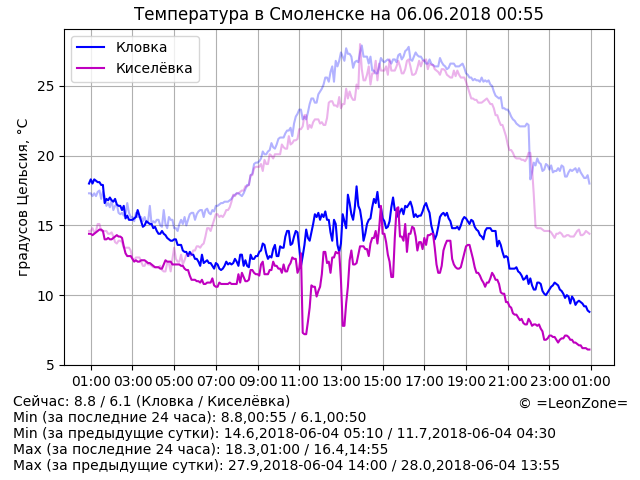 Температура в Смоленске на 06.06.2018 00:55
Кловка
Киселёвка
градусов Цельсия, °C
25
20
15
10
5
01:00 03:00 05:00 07:00 09:00 11:00 13:00 15:00 17:00 19:00 21:00 23:00 01:00
Сейчас: 8.8 / 6.1 (Кловка / Киселёвка)
© =LeonZone=
Min (за последние 24 часа): 8.8,00:55 / 6.1,00:50
Min (за предыдущие сутки): 14.6,2018-06-04 05:10 / 11.7,2018-06-04 04:30
Max (за последние 24 часа): 18.3,01:00 / 16.4,14:55
Max (за предыдущие сутки): 27.9,2018-06-04 14:00 / 28.0,2018-06-04 13:55